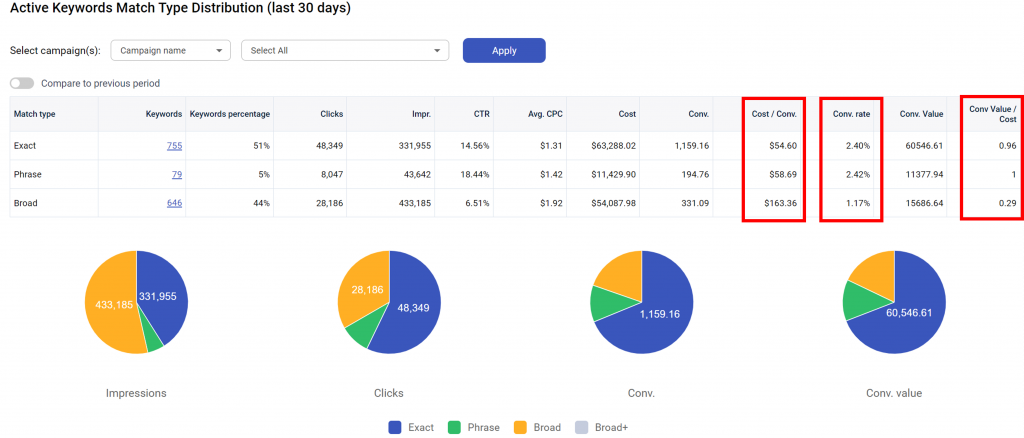 Active Keywords Match Type Distribution (last 30 days)
Select campaign(s): Campaign name Select All Apply
Compare to previous period
Match type Keywords Keywords percentage Clicks Impr. CTR Avg. CPC Cost Conv. Cost / Conv. Conv. rate Conv. Value Conv Value /
Cost
Exact 755 51% 48,349 331,955 14.56% $1.31 $63,288.02 1,159.16 $54.60 2.40% 60546.61 0.96
Phrase 79 5% 8,047 43,642 18.44% $1.42 $11,429.90 194.76 $58.69 2.42% 11377.94 1
Broad 646 44% 28,186 433,185 6.51% $1.92 $54,087.98 331.09 $163.36 1.17% 15686.64 0.29
433,185 331,955
28,186 48,349
1,159.16
60,546.61
Impressions Clicks Conv. Conv. value
Exact Phrase Broad Broad+